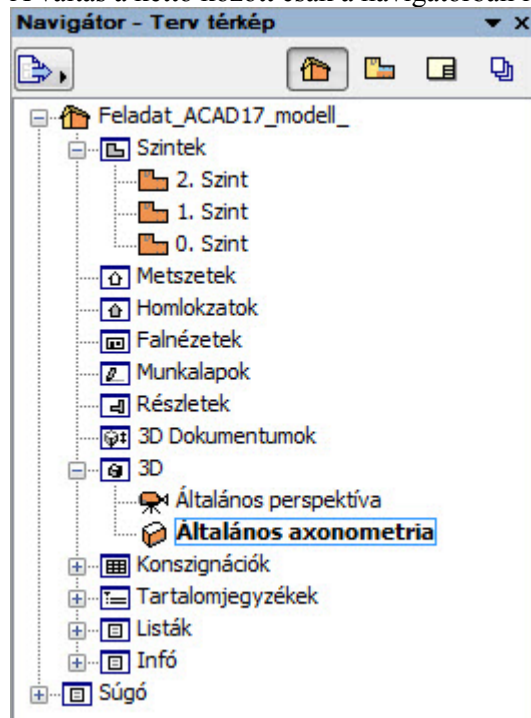 Navigátor - Terv térkép
Feladat_ACAD17_modell_
Szintek
2. Szint
1. Szint
0. Szint
Metszetek
Homlokzatok
Falnézetek
Munkalapok
Részletek
3D Dokumentumok
3D
Általános perspektíva
Általános axonometria
Konszignációk
Tartalomjegyzékek
Listák
Infó
Súgó